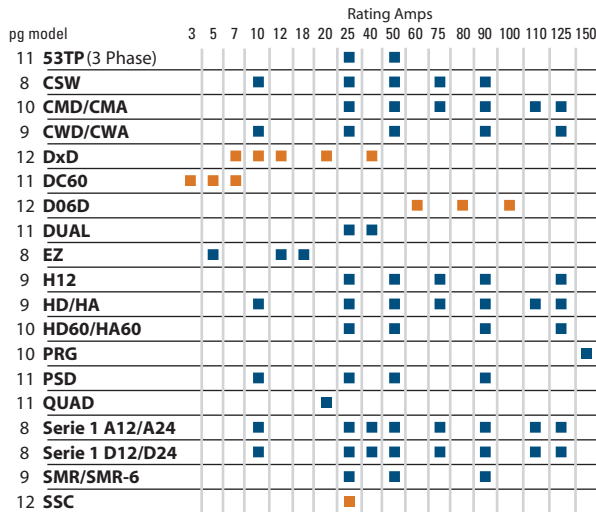 Rating Amps
pg model 3 5 7 10 12 18 20 25 40 50 60 75 80 90 100 110 125 150
11 53TP (3 Phase)
8 CSW
10 CMD/CMA
9 CWD/CWA
12 DxD
11 DC60
12 D06D
11 DUAL
8 EZ
9 H12
9 HD/HA
10 HD60/HA60
10 PRG
11 PSD
11 QUAD
8 Serie 1 A12/A24
8 Serie 1 D12/D24
9 SMR/SMR-6
12 SSC